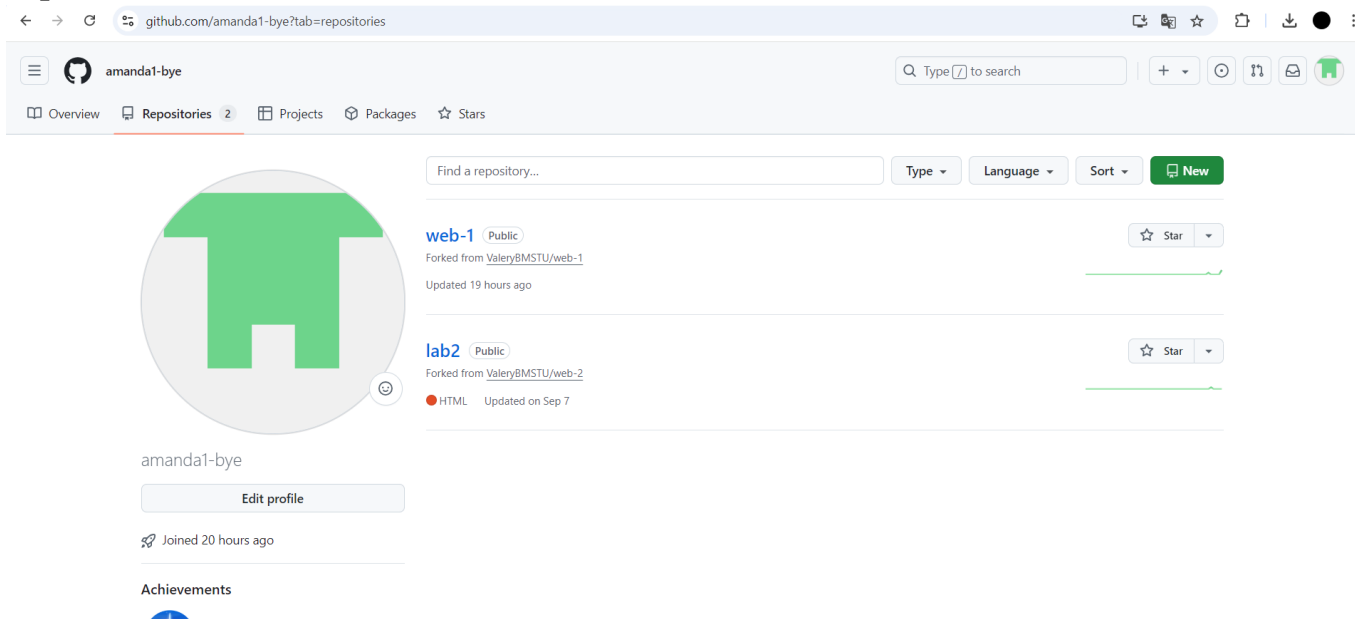 github.com/amanda1-bye?tab=repositories
amanda1-bye
Type / to search
Overview Repositories 2 Projects Packages Stars
Find a repository...
Type Language Sort New
web-1 Public
Star
Forked from ValeryBMSTU/web-1
Updated 19 hours ago
lab2 Public
Star
Forked from ValeryBMSTU/web-2
HTML Updated on Sep 7
amanda1-bye
Edit profile
Joined 20 hours ago
Achievements